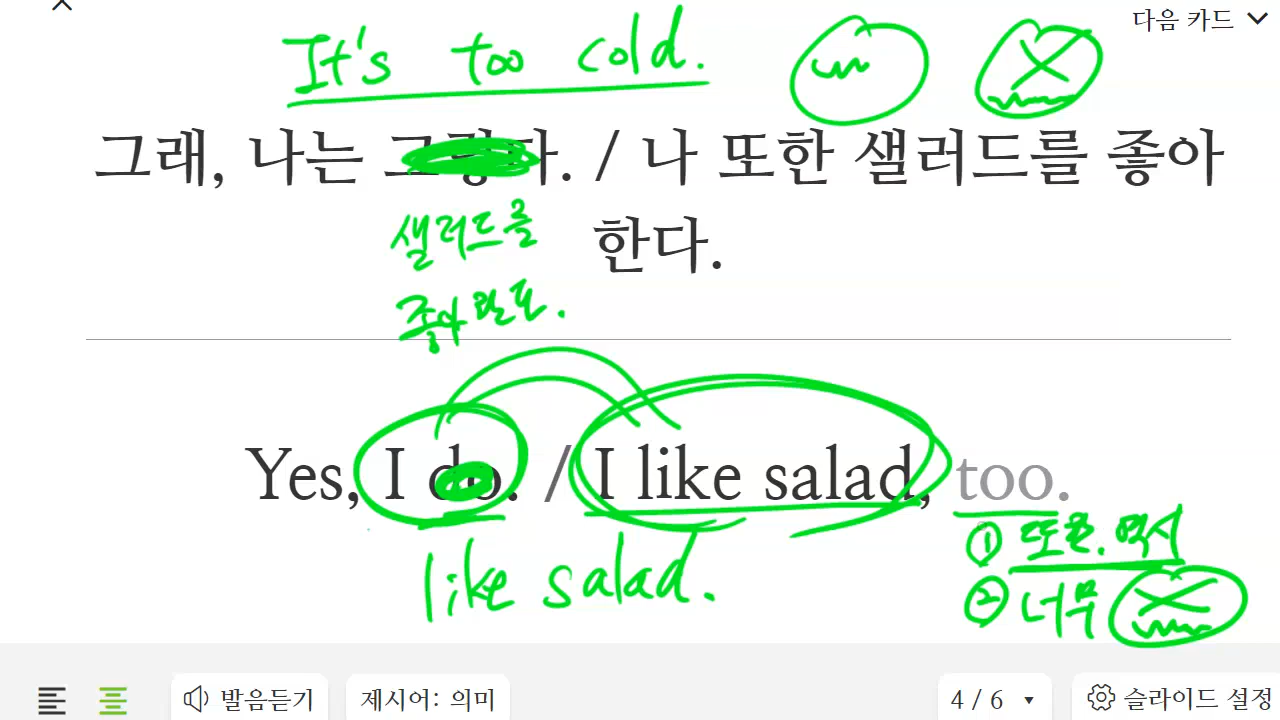 다음 카드
It's too cold.
그래, 나는 그렇다. / 나 또한 샐러드를 좋아
한다.
샐러드를
좋아한다.
Yes, I do. / I like salad, too.
① 또한. 역시
like salad.
② 너무
발음듣기
제시어: 의미
4 / 6
슬라이드 설정